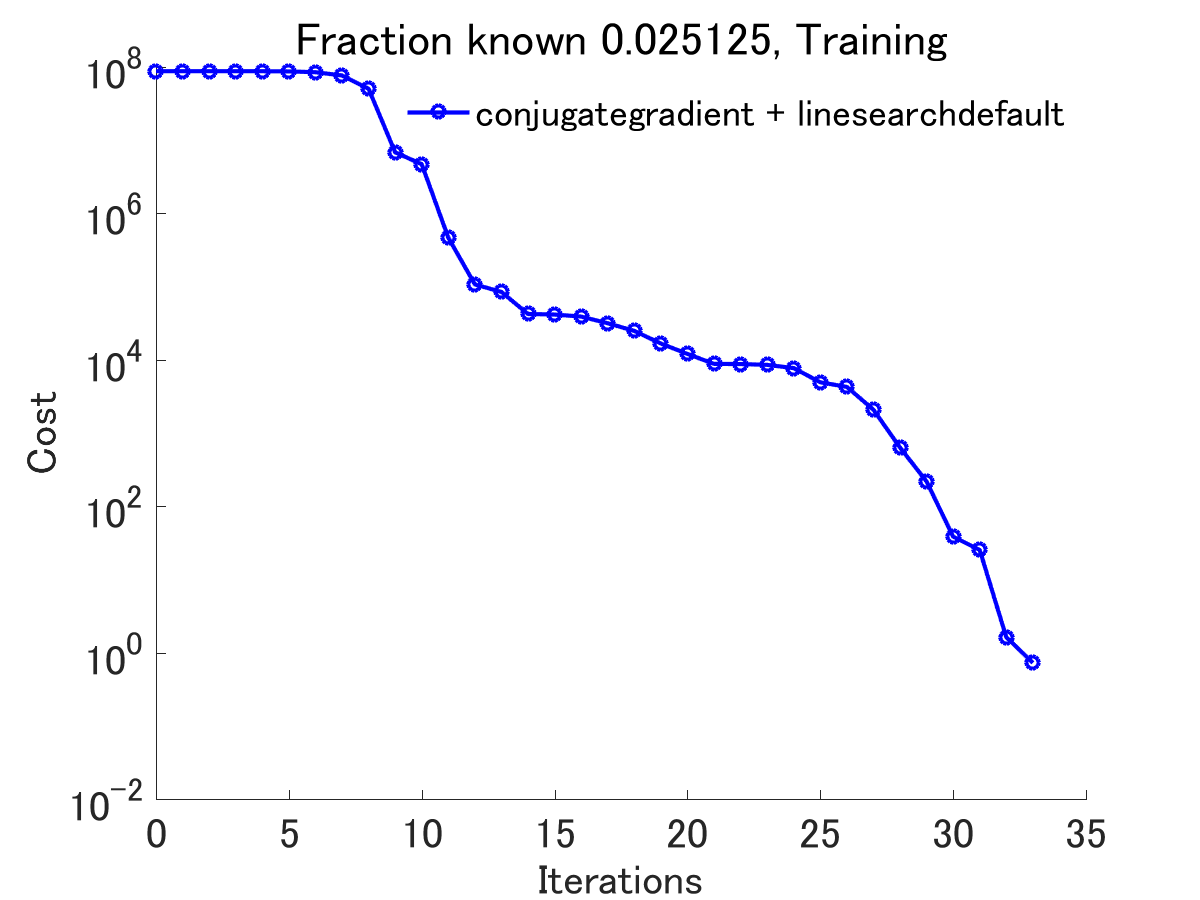 Fraction known 0.025125, Training
conjugategradient + linesearchdefault
10^8
10^6
10^4
10^2
10^0
10^-2
Cost
0 5 10 15 20 25 30 35
Iterations